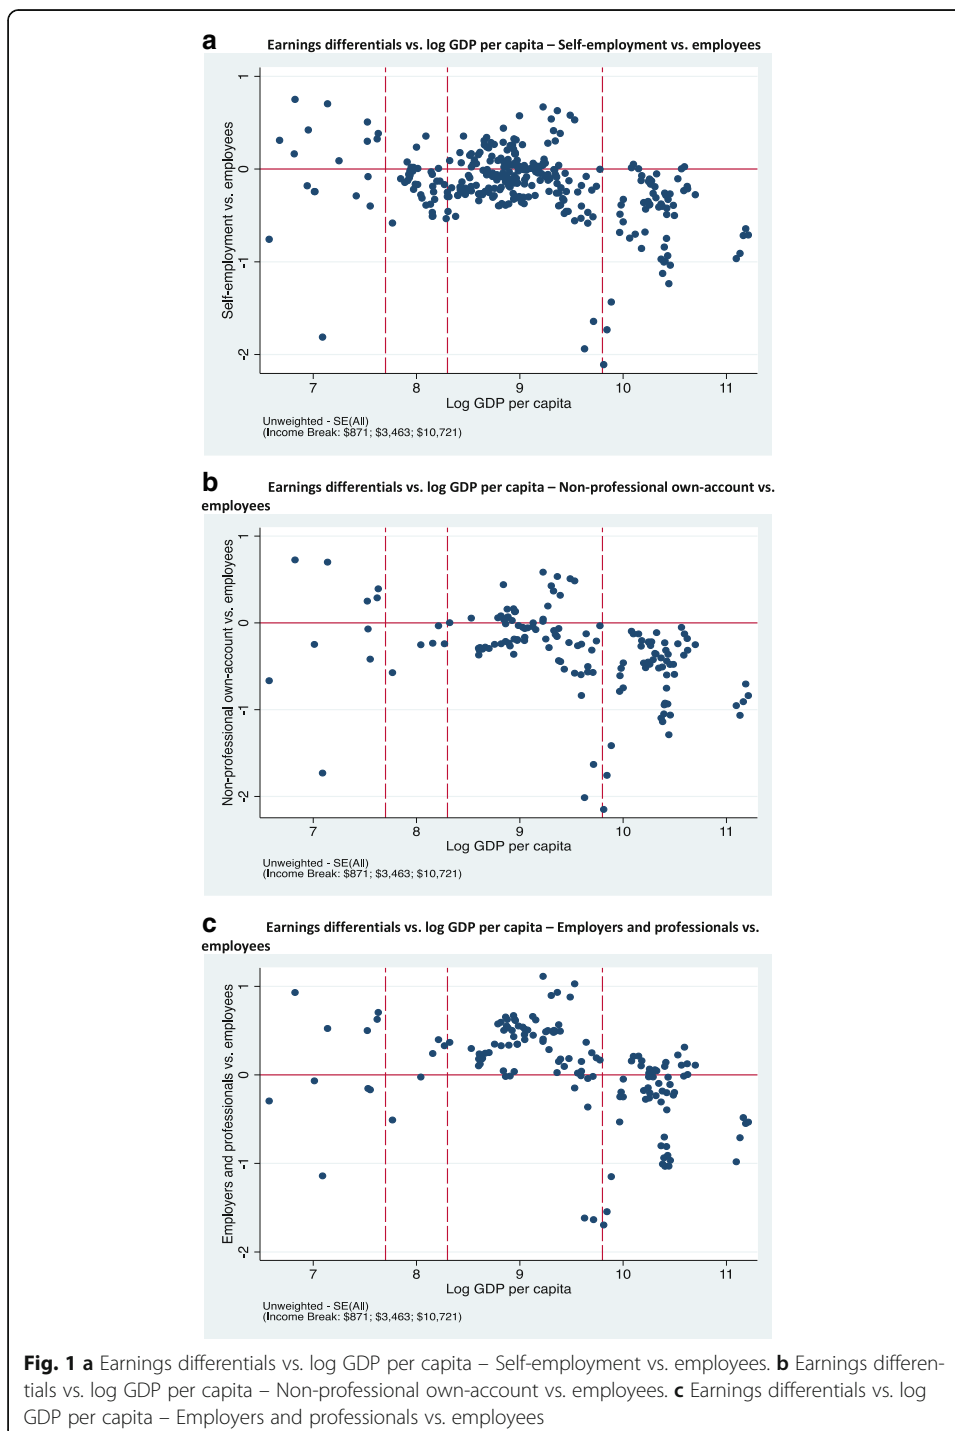 a
Earnings differentials vs. log GDP per capita – Self-employment vs. employees
Self-employment vs. employees
1
0
-1
-2
7 8 9 10 11
Log GDP per capita
Unweighted - SE(All)
(Income Break: $871; $3,463; $10,721)
b
Earnings differentials vs. log GDP per capita – Non-professional own-account vs.
employees
Non-professional own-account vs. employees
1
0
-1
-2
7 8 9 10 11
Log GDP per capita
Unweighted - SE(All)
(Income Break: $871; $3,463; $10,721)
c
Earnings differentials vs. log GDP per capita – Employers and professionals vs.
employees
Employers and professionals vs. employees
1
0
-1
-2
7 8 9 10 11
Log GDP per capita
Unweighted - SE(All)
(Income Break: $871; $3,463; $10,721)
Fig. 1 a Earnings differentials vs. log GDP per capita – Self-employment vs. employees. b Earnings differen-
tials vs. log GDP per capita – Non-professional own-account vs. employees. c Earnings differentials vs. log
GDP per capita – Employers and professionals vs. employees